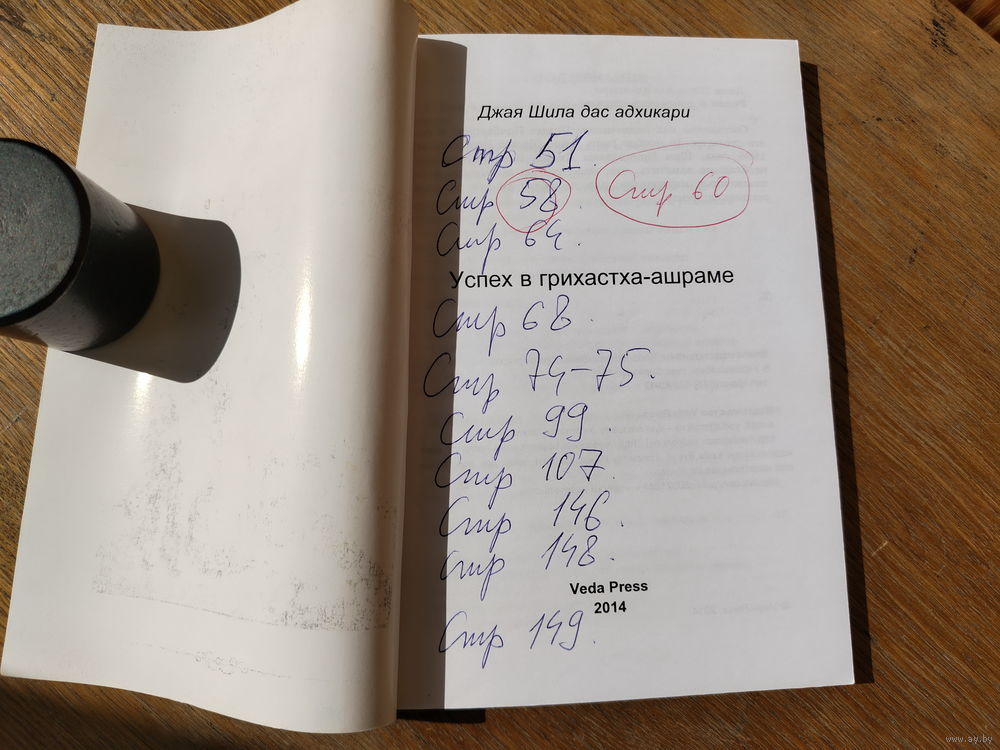 Джая Шила дас адхикари
Стр 51.
Стр 58. Стр 60
Стр 64.
Успех в грихастха-ашраме
Стр 68.
Стр 74-75.
Стр 99.
Стр 107.
Стр 146.
Стр 148.
Veda Press
2014
Стр 149.
www.ay.by